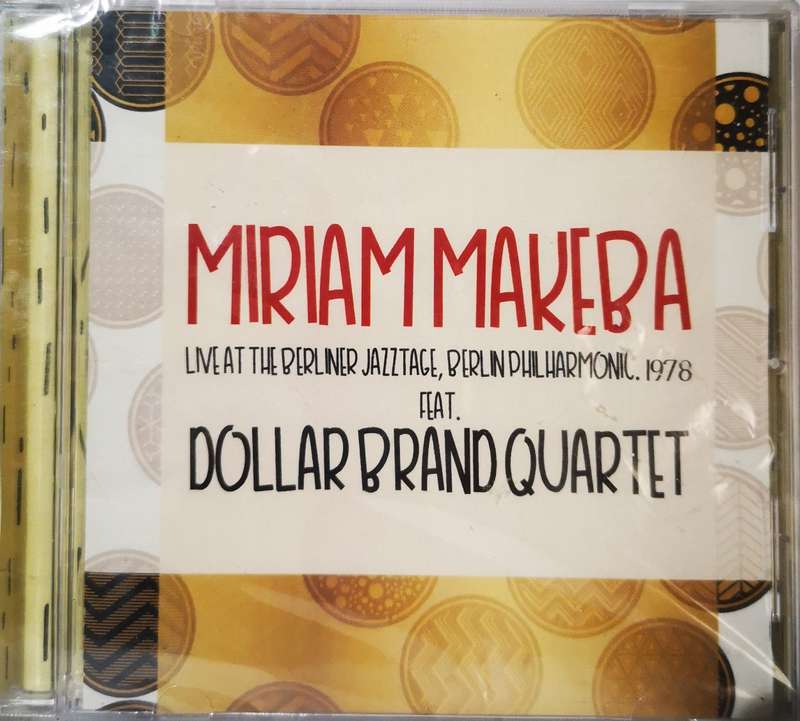 MIRIAM MAKEBA
LIVE AT THE BERLINER JAZZTAGE, BERLIN PHILHARMONIC. 1978
FEAT.
DOLLAR BRAND QUARTET